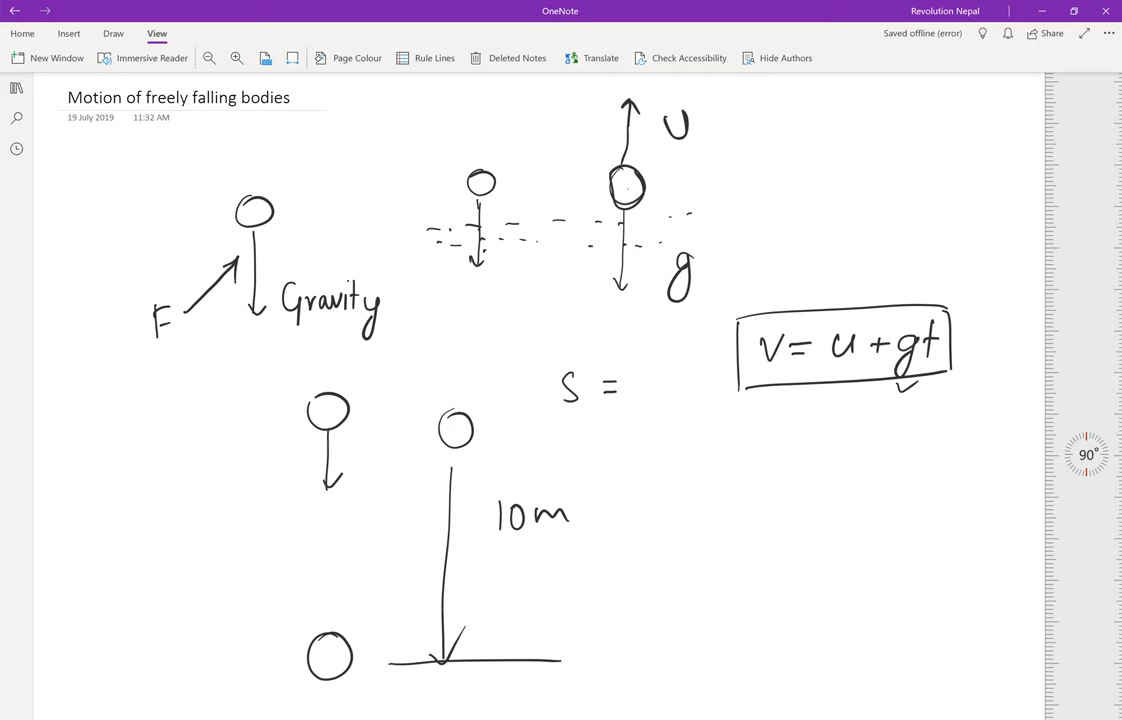 OneNote
Revolution Nepal
Home Insert Draw View
Saved offline (error) Share
New Window Immersive Reader Page Colour Rule Lines Deleted Notes Translate Check Accessibility Hide Authors
Motion of freely falling bodies
19 July 2019 11:32 AM
U
g
F
Gravity
V = u + gt
S =
10m
90°